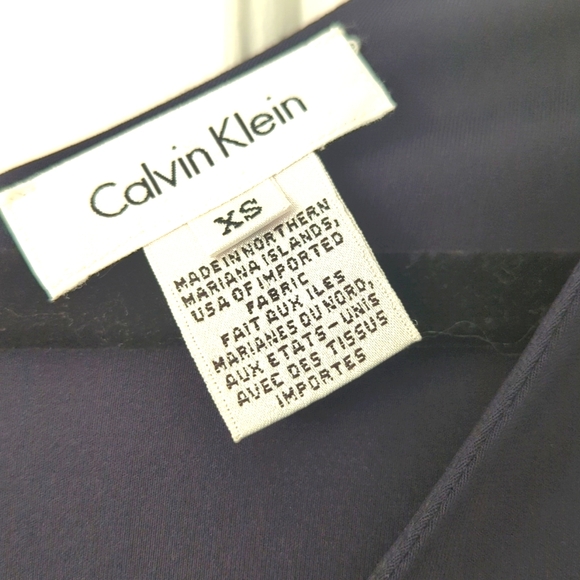 Calvin Klein
XS
MADE IN NORTHERN
MARIANA ISLANDS,
USA OF IMPORTED
FABRIC
FAIT AUX ILES
MARIANES DU NORD,
AUX ETATS-UNIS
AVEC DES TISSUS
IMPORTES